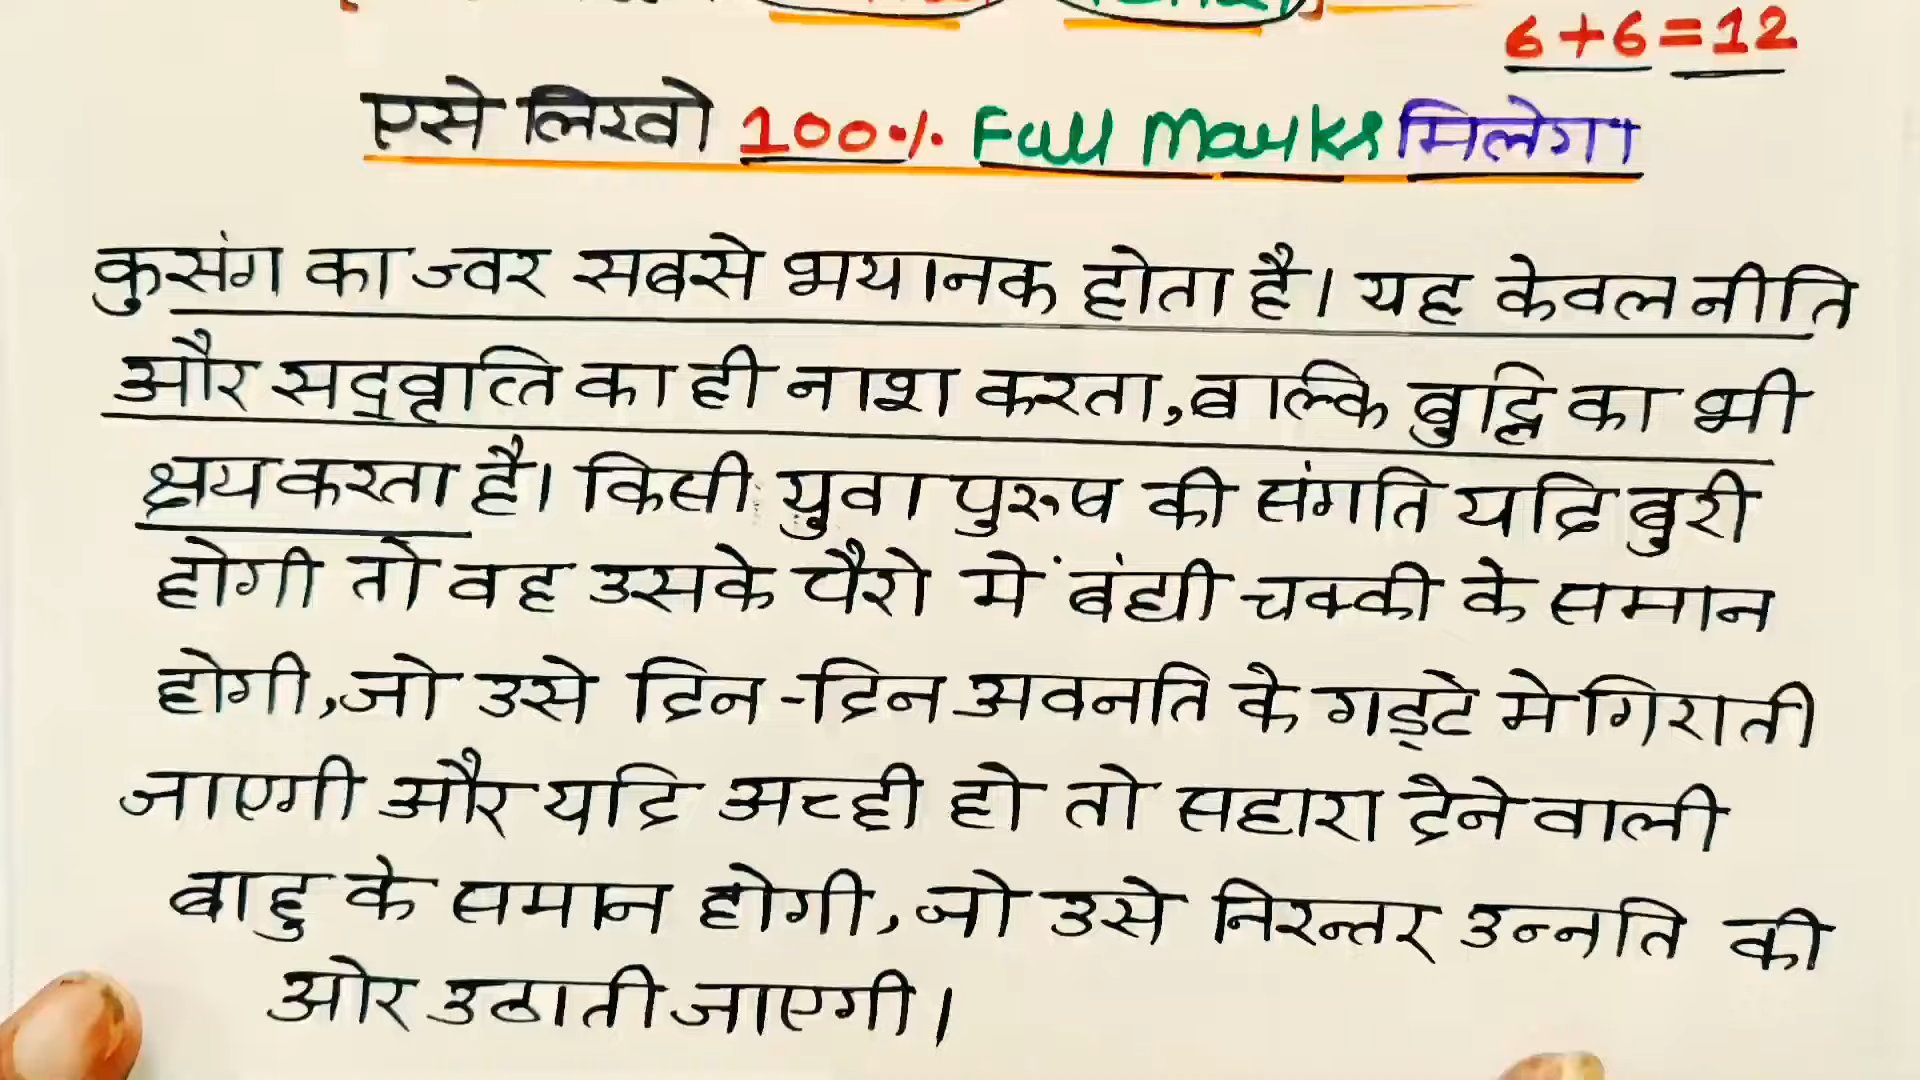 6+6=12
एसे लिखो 100% Full Marks मिलेगा
कुसंग का ज्वर सबसे भयानक होता है। यह केवल नीति
और सद्वृत्ति का ही नाश करता, बल्कि बुद्धि का भी
क्षय करता है। किसी युवा पुरुष की संगति यदि बुरी
होगी तो वह उसके पैरो में बंधी चक्की के समान
होगी, जो उसे दिन-दिन अवनति के गड्ढे मे गिराती
जाएगी और यदि अच्छी हो तो सहारा देने वाली
बाहु के समान होगी, जो उसे निरन्तर उन्नति की
ओर उठाती जाएगी।